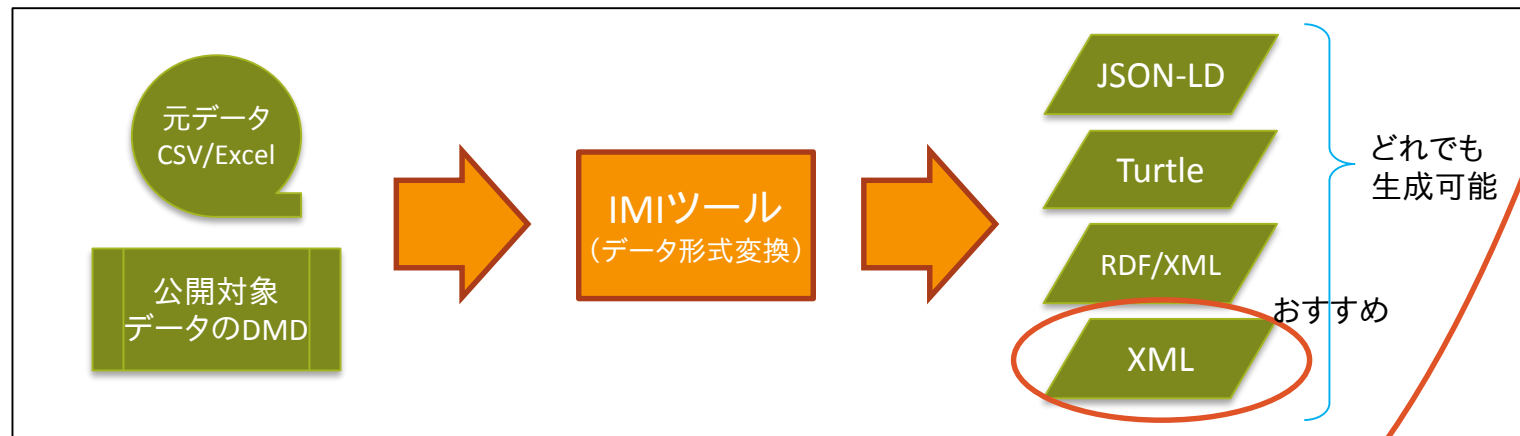 元データ
CSV/Excel
公開対象
データのDMD
IMIツール
(データ形式変換)
JSON-LD
Turtle
RDF/XML
おすすめ
XML
どれでも
生成可能